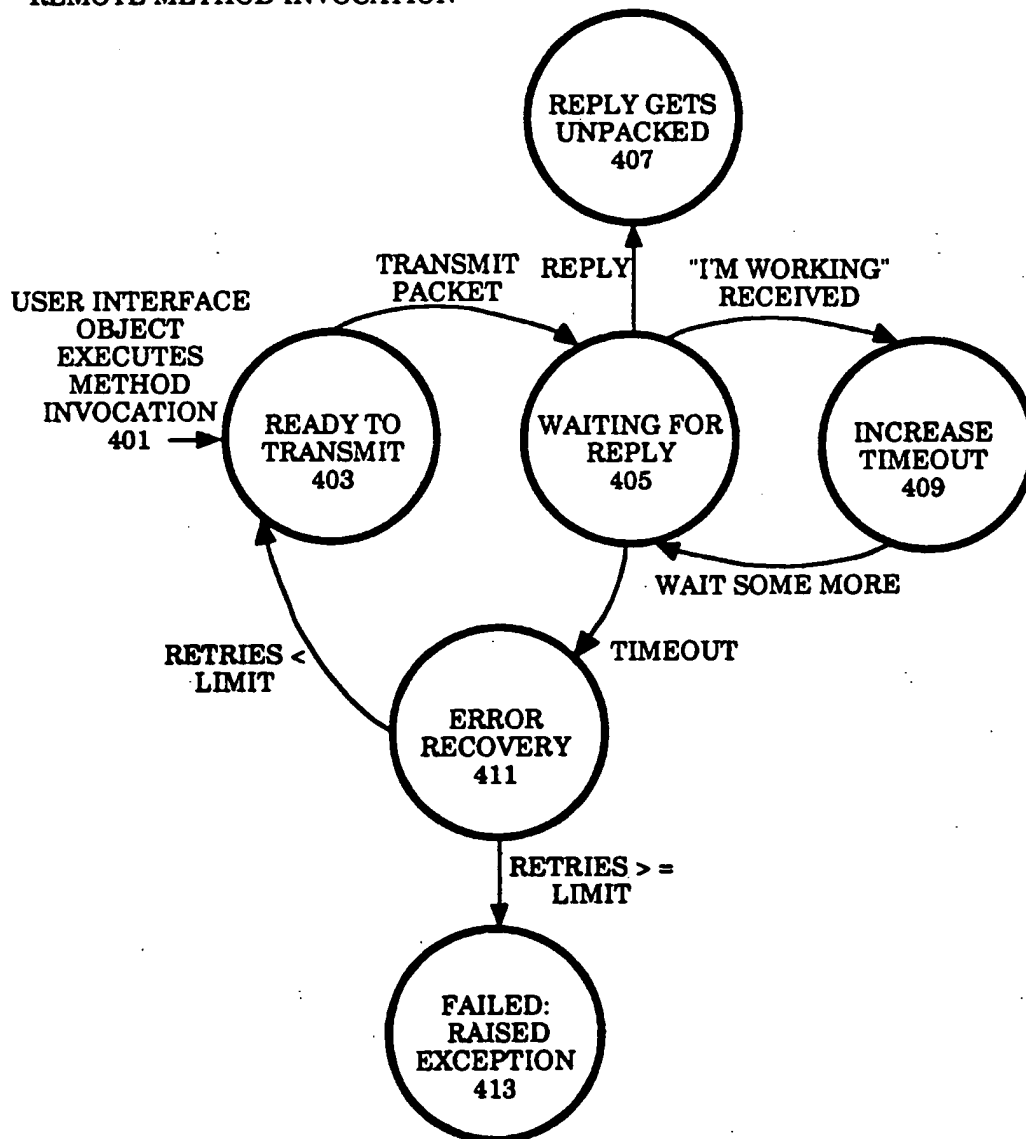 REMOTE METHOD INVOCATION
REPLY GETS
UNPACKED
407
TRANSMIT
PACKET
REPLY
"I'M WORKING"
RECEIVED
USER INTERFACE
OBJECT
EXECUTES
METHOD
INVOCATION
401
READY TO
TRANSMIT
403
WAITING FOR
REPLY
405
INCREASE
TIMEOUT
409
WAIT SOME MORE
TIMEOUT
RETRIES <
LIMIT
ERROR
RECOVERY
411
RETRIES > =
LIMIT
FAILED:
RAISED
EXCEPTION
413